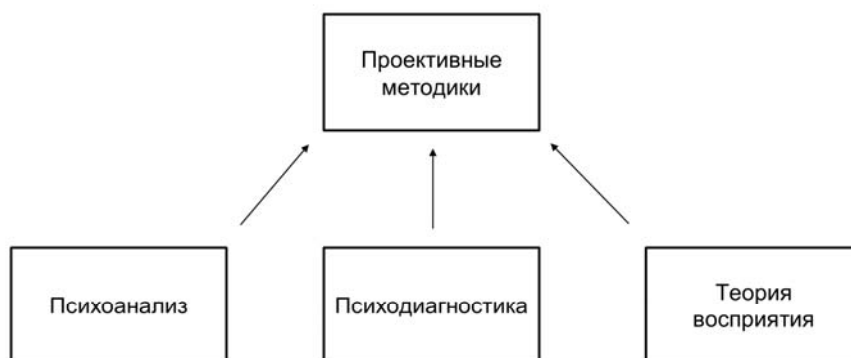 Проективные
методики
Психоанализ
Психодиагностика
Теория
восприятия